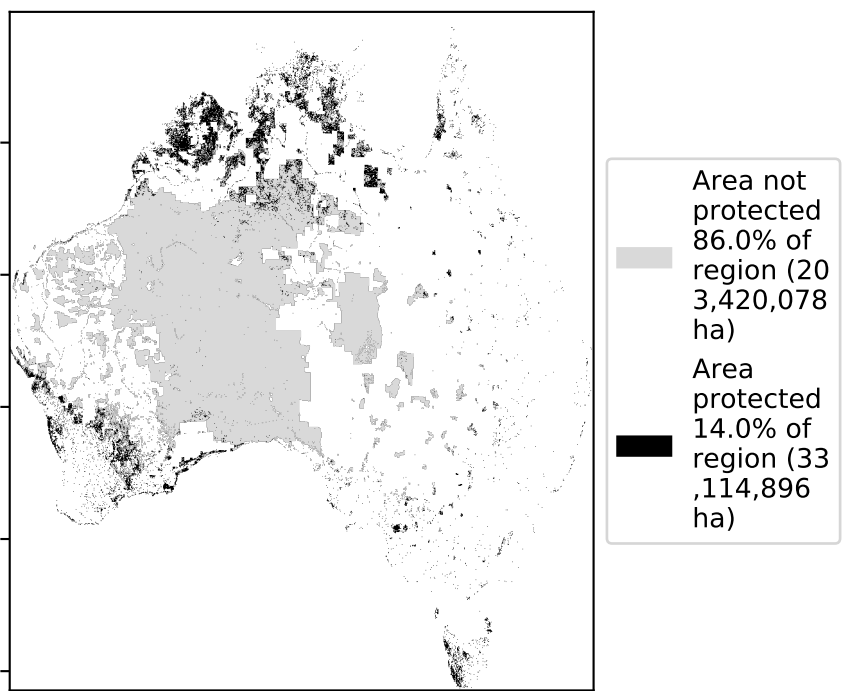 Area not
protected
86.0% of
region (20
3,420,078
ha)
Area
protected
14.0% of
region (33
,114,896
ha)